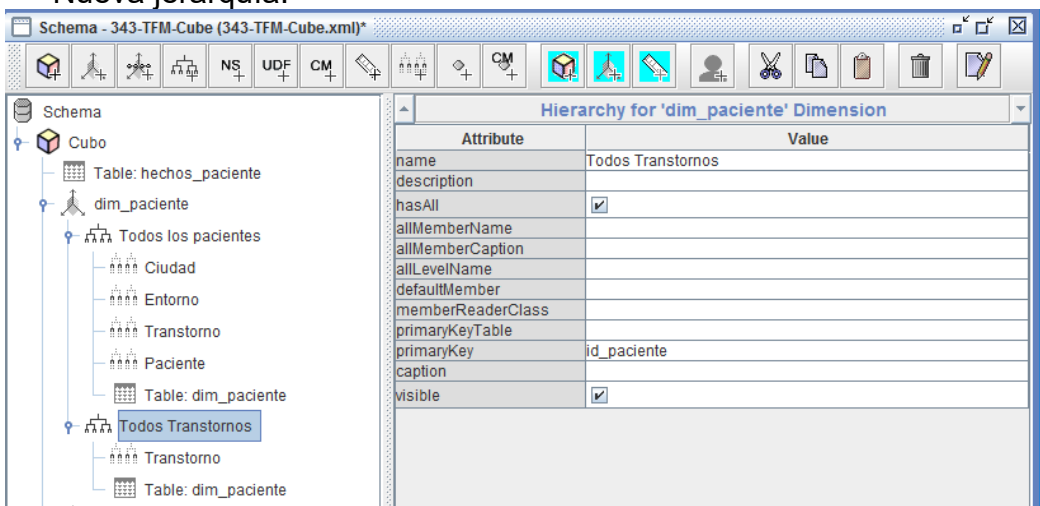 Nueva jerarquía:
Schema - 343-TFM-Cube (343-TFM-Cube.xml)*
NS UDF CM CM
Schema
Cubo
Table: hechos_paciente
dim_paciente
Todos los pacientes
Ciudad
Entorno
Transtorno
Paciente
Table: dim_paciente
Todos Transtornos
Transtorno
Table: dim_paciente
Hierarchy for 'dim_paciente' Dimension
Attribute Value
name Todos Transtornos
description
hasAll
allMemberName
allMemberCaption
allLevelName
defaultMember
memberReaderClass
primaryKeyTable
primaryKey id_paciente
caption
visible